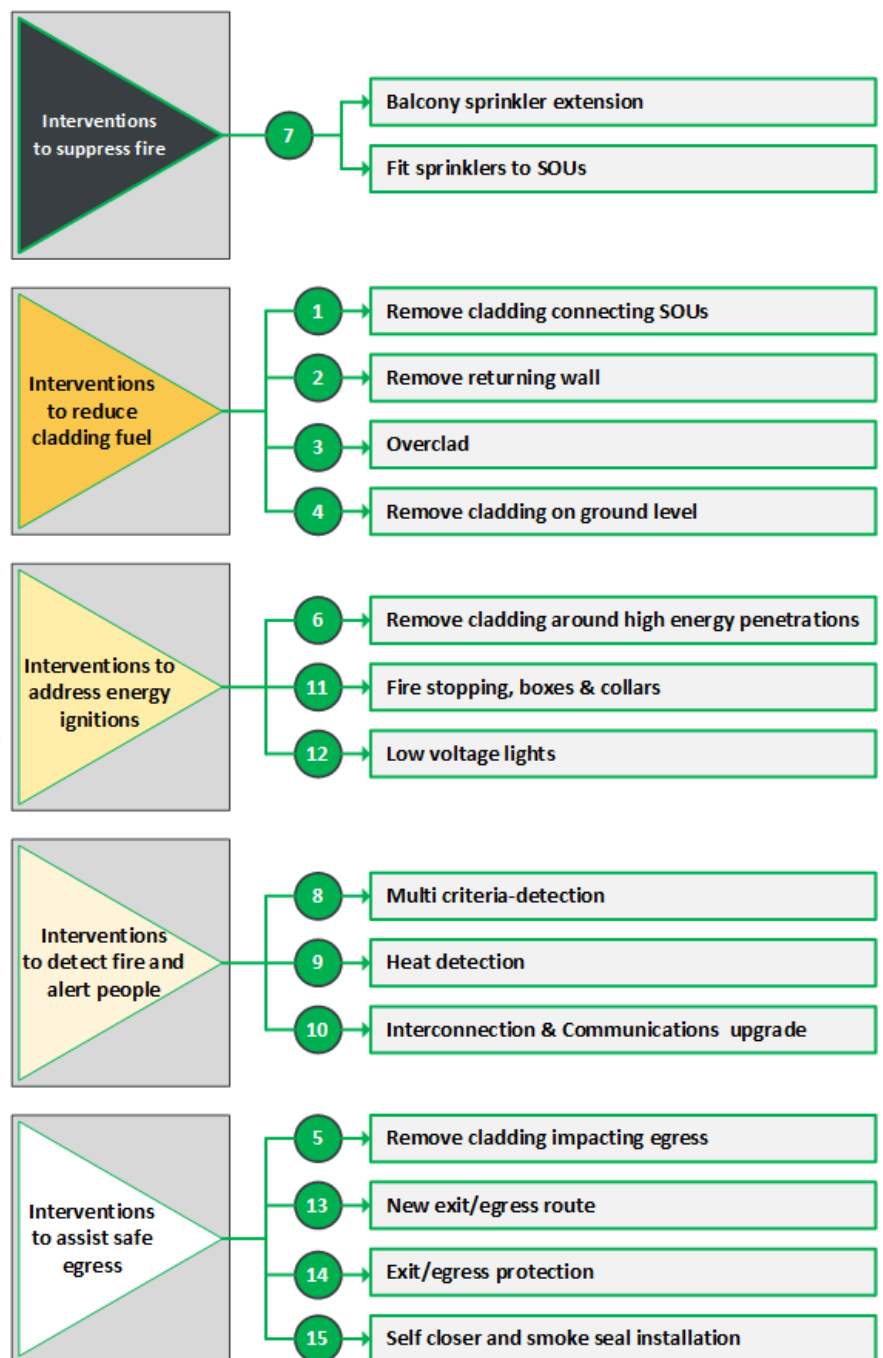 Interventions
to suppress fire
7
Balcony sprinkler extension
Fit sprinklers to SOUs
Interventions
to reduce
cladding fuel
1
Remove cladding connecting SOUs
2
Remove returning wall
3
Overclad
4
Remove cladding on ground level
Interventions to
address energy
ignitions
6
Remove cladding around high energy penetrations
11
Fire stopping, boxes & collars
12
Low voltage lights
Interventions
to detect fire and
alert people
8
Multi criteria-detection
9
Heat detection
10
Interconnection & Communications upgrade
Interventions
to assist safe
egress
5
Remove cladding impacting egress
13
New exit/egress route
14
Exit/egress protection
15
Self closer and smoke seal installation